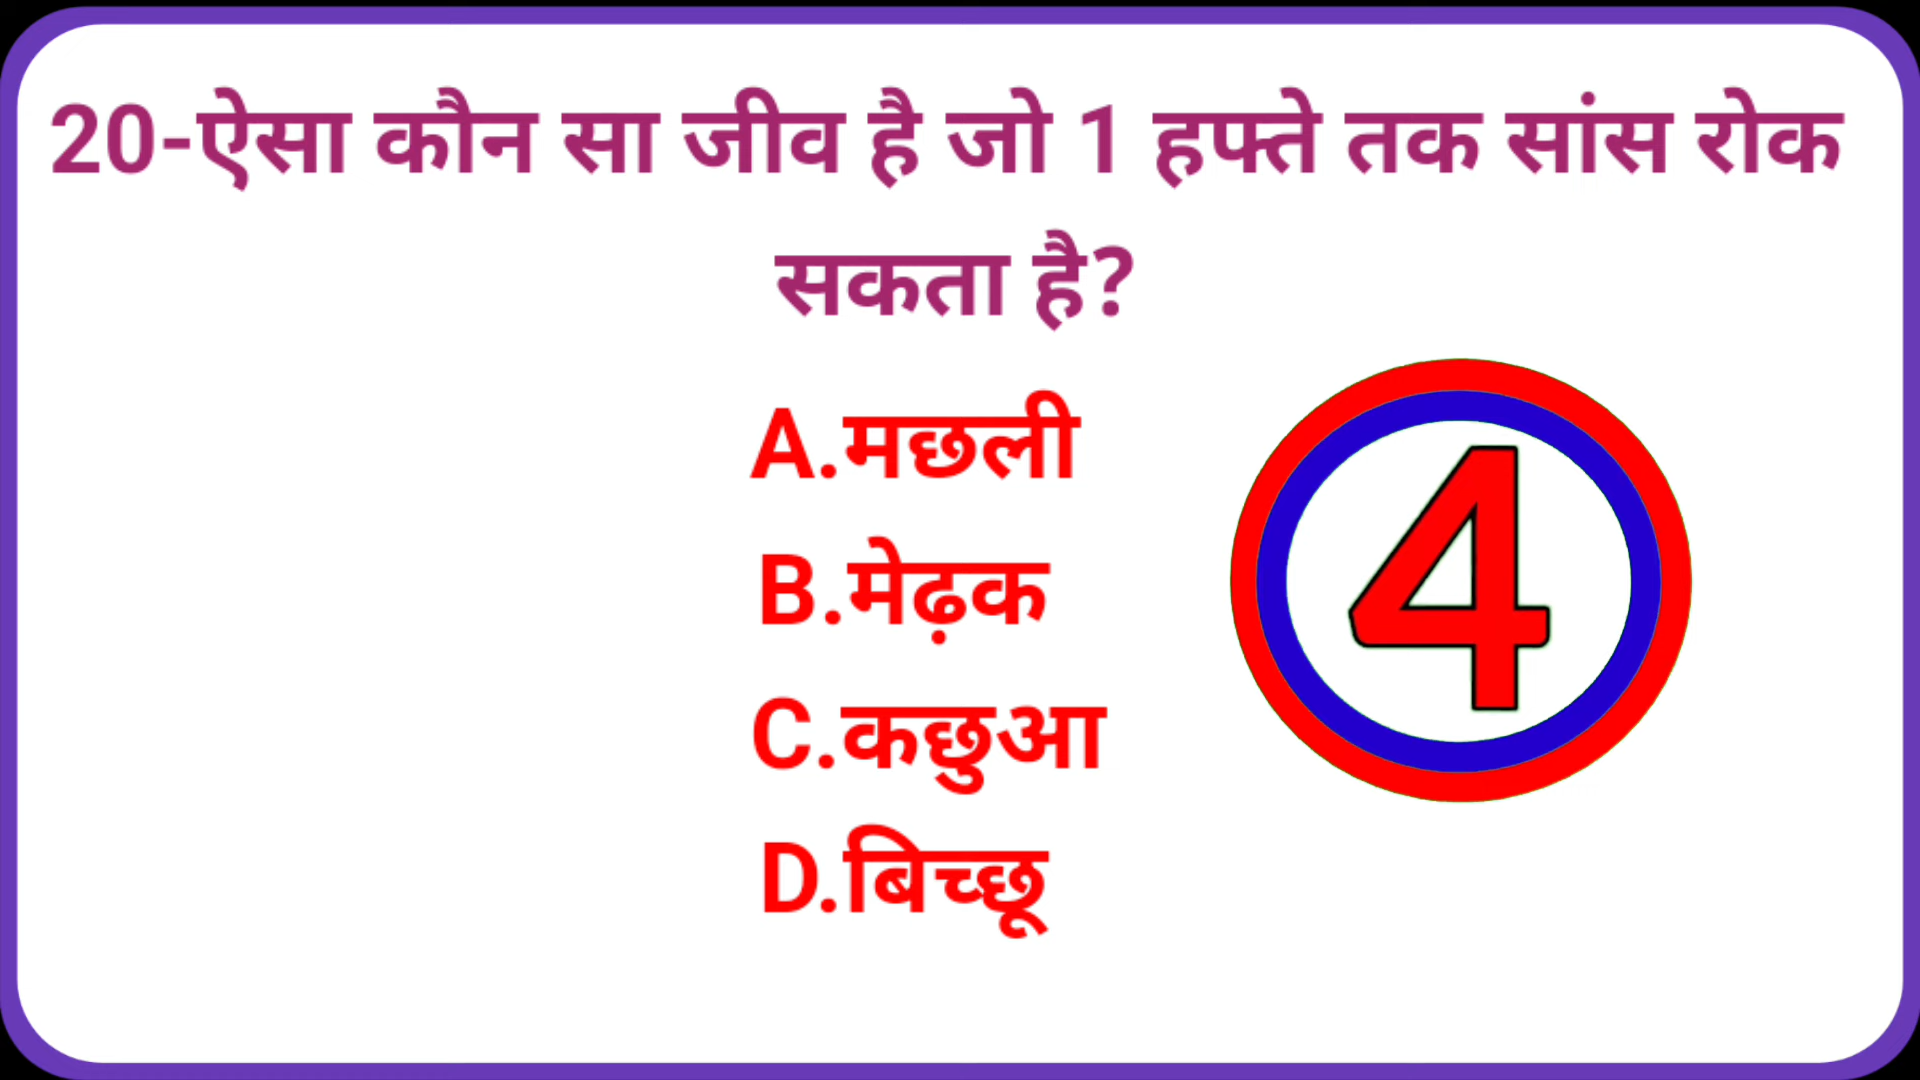 20-ऐसा कौन सा जीव है जो 1 हफ्ते तक सांस रोक
सकता है?
A.मछली
B.मेढ़क
C.कछुआ
D.बिच्छू
4